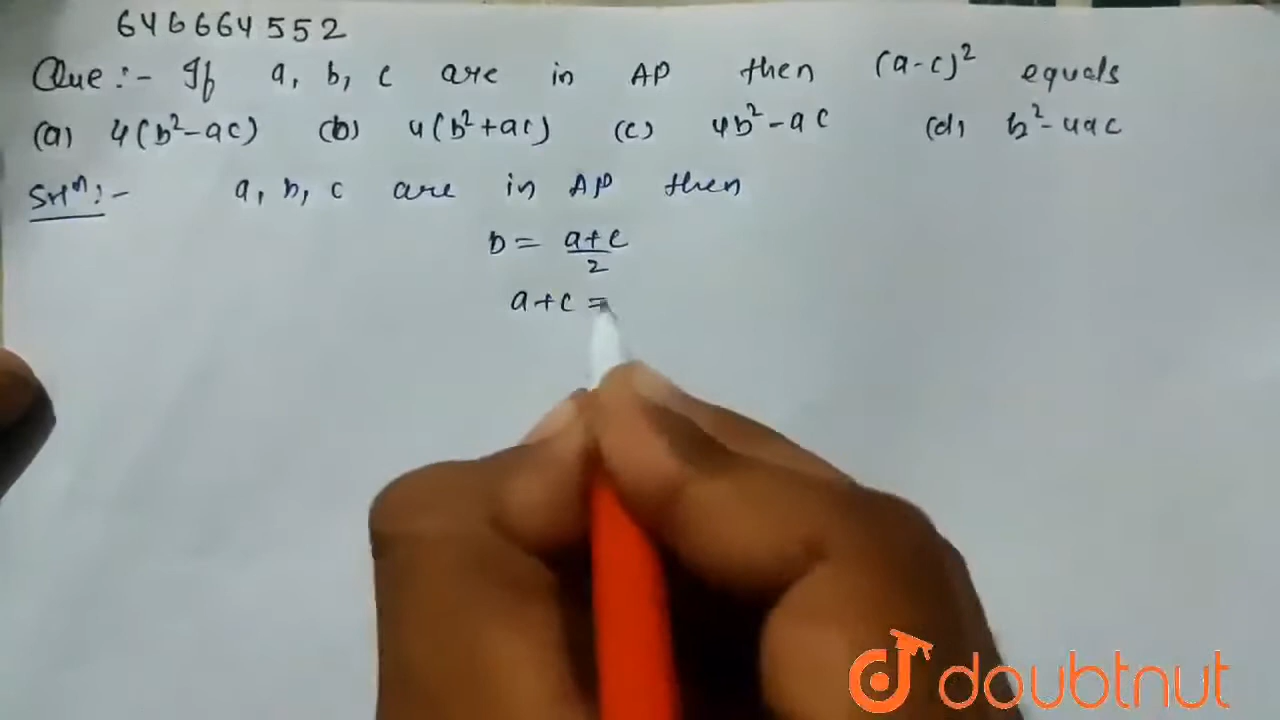 646664552
Que :- If a, b, c are in AP then (a-c)² equals
(a) 4(b²-ac) (b) 4(b²+ac) (c) 4b²-ac (d) b²-4ac
Solⁿ :- a, b, c are in AP then
b = a+c/2
a+c =
doubtnut